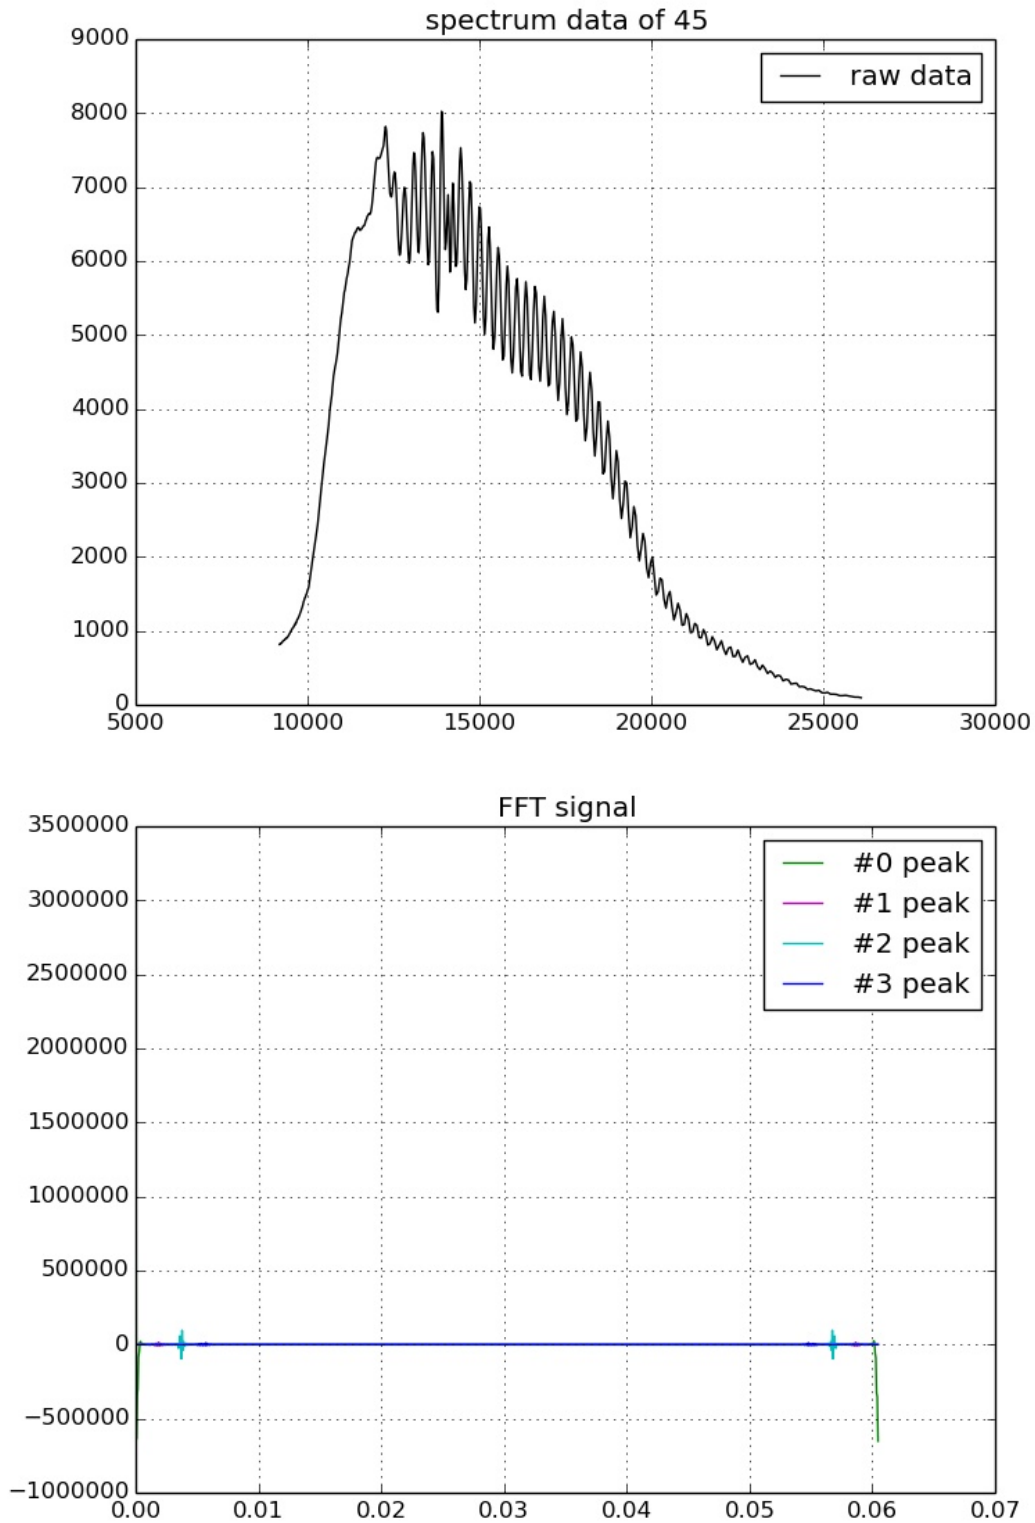 spectrum data of 45
raw data
9000
8000
7000
6000
5000
4000
3000
2000
1000
0
5000 10000 15000 20000 25000 30000
FFT signal
#0 peak
#1 peak
#2 peak
#3 peak
3500000
3000000
2500000
2000000
1500000
1000000
500000
0
−500000
−1000000
0.00 0.01 0.02 0.03 0.04 0.05 0.06 0.07